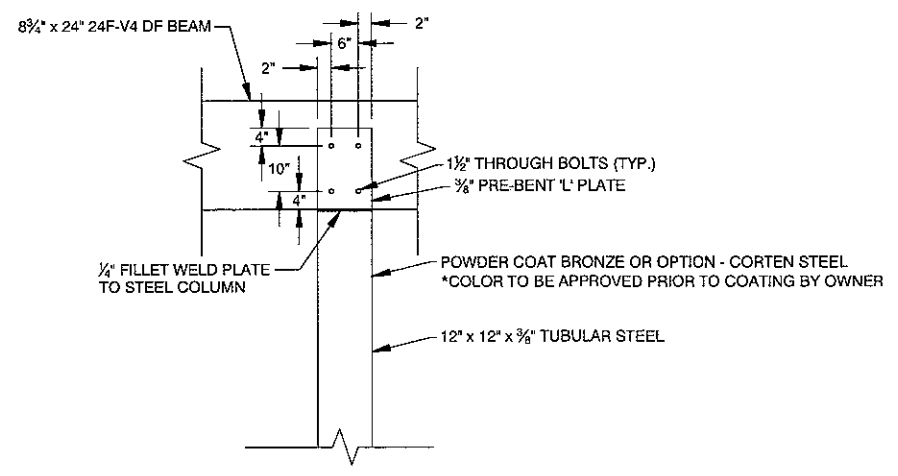 8¾" x 24" 24F-V4 DF BEAM
2"
6"
2"
4"
10"
4"
1½" THROUGH BOLTS (TYP.)
⅜" PRE-BENT 'L' PLATE
¼" FILLET WELD PLATE
TO STEEL COLUMN
POWDER COAT BRONZE OR OPTION - CORTEN STEEL
*COLOR TO BE APPROVED PRIOR TO COATING BY OWNER
12" x 12" x ⅜" TUBULAR STEEL